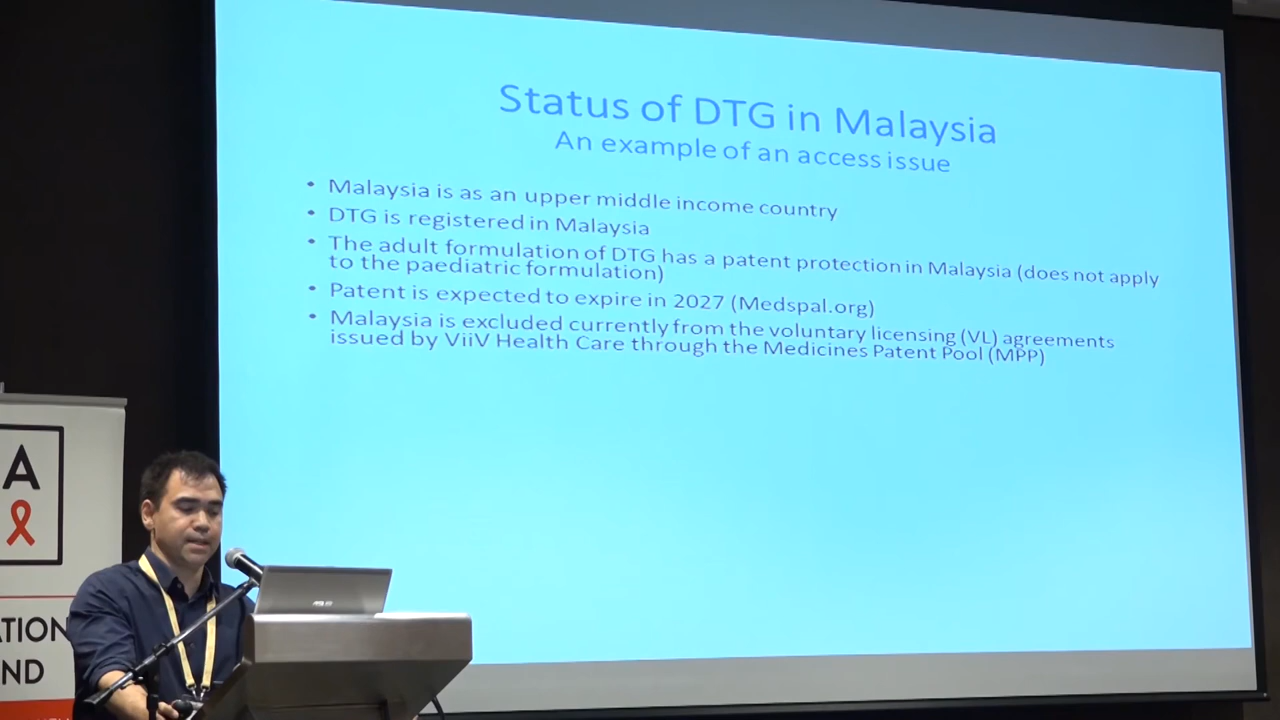 Status of DTG in Malaysia
An example of an access issue
• Malaysia is as an upper middle income country
• DTG is registered in Malaysia
• The adult formulation of DTG has a patent protection in Malaysia (does not apply
to the paediatric formulation)
• Patent is expected to expire in 2027 (Medspal.org)
• Malaysia is excluded currently from the voluntary licensing (VL) agreements
issued by ViiV Health Care through the Medicines Patent Pool (MPP)
A
ATION
ND